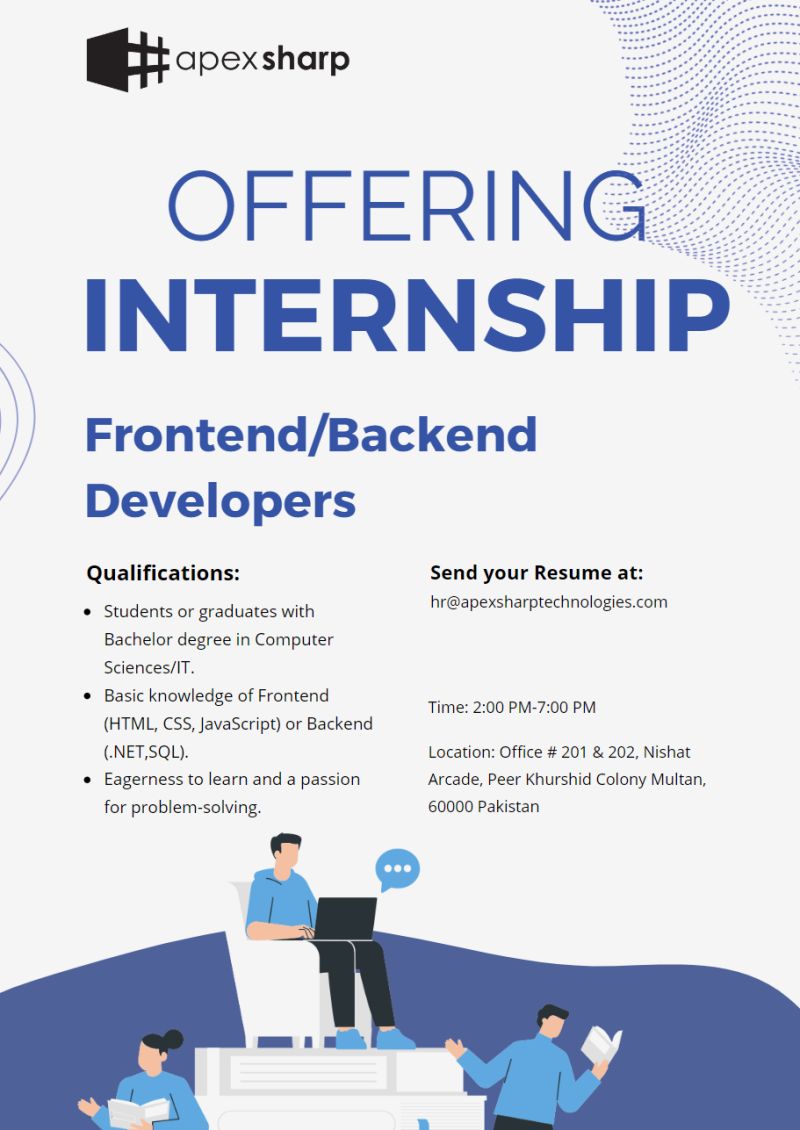 apexsharp
OFFERING
INTERNSHIP
Frontend/Backend
Developers
Qualifications:
• Students or graduates with
Bachelor degree in Computer
Sciences/IT.
• Basic knowledge of Frontend
(HTML, CSS, JavaScript) or Backend
(.NET,SQL).
• Eagerness to learn and a passion
for problem-solving.
Send your Resume at:
hr@apexsharptechnologies.com
Time: 2:00 PM-7:00 PM
Location: Office # 201 & 202, Nishat
Arcade, Peer Khurshid Colony Multan,
60000 Pakistan